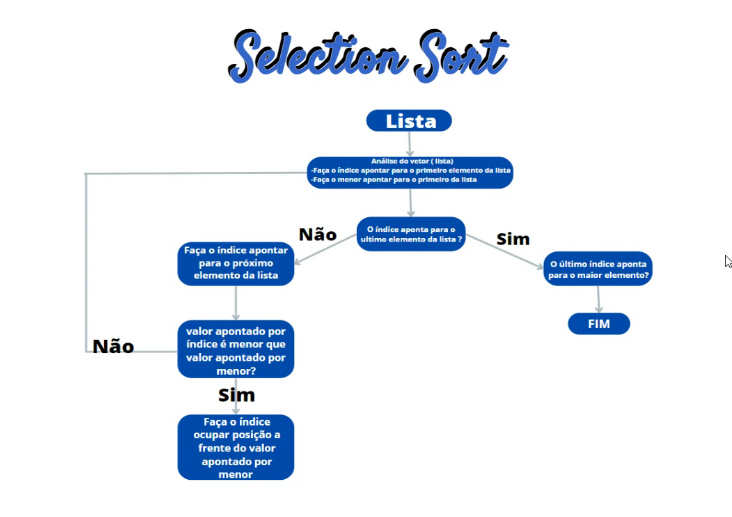 Selection Sort
Lista
Análise do vetor ( lista)
-Faça o índice apontar para o primeiro elemento da lista
-Faça o menor apontar para o primeiro da lista
O índice aponta para o
ultimo elemento da lista ?
Não
Sim
Faça o índice apontar
para o próximo
elemento da lista
O último índice aponta
para o maior elemento?
FIM
valor apontado por
índice é menor que
valor apontado por
menor?
Não
Sim
Faça o índice
ocupar posição a
frente do valor
apontado por
menor